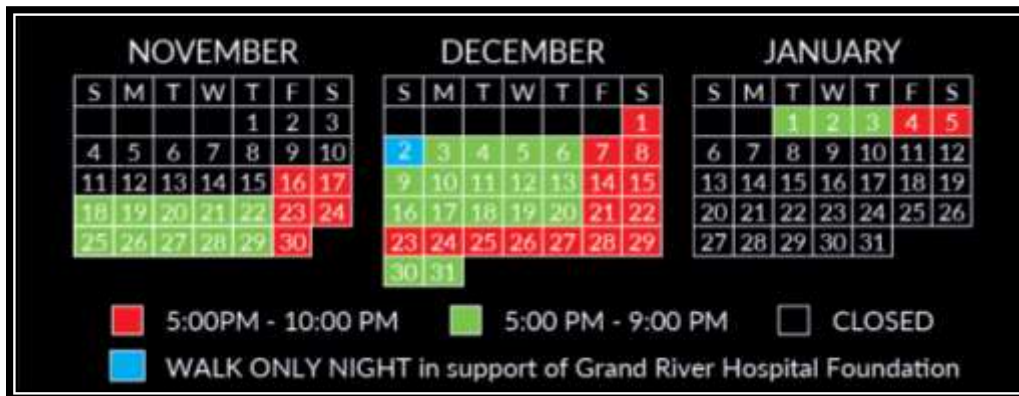 NOVEMBER DECEMBER JANUARY
S M T W T F S S M T W T F S S M T W T F S
1 2 3 1 1 2 3 4 5
4 5 6 7 8 9 10 2 3 4 5 6 7 8 6 7 8 9 10 11 12
11 12 13 14 15 16 17 9 10 11 12 13 14 15 13 14 15 16 17 18 19
18 19 20 21 22 23 24 16 17 18 19 20 21 22 20 21 22 23 24 25 26
25 26 27 28 29 30 23 24 25 26 27 28 29 27 28 29 30 31
30 31
5:00PM - 10:00 PM 5:00 PM - 9:00 PM CLOSED
WALK ONLY NIGHT in support of Grand River Hospital Foundation